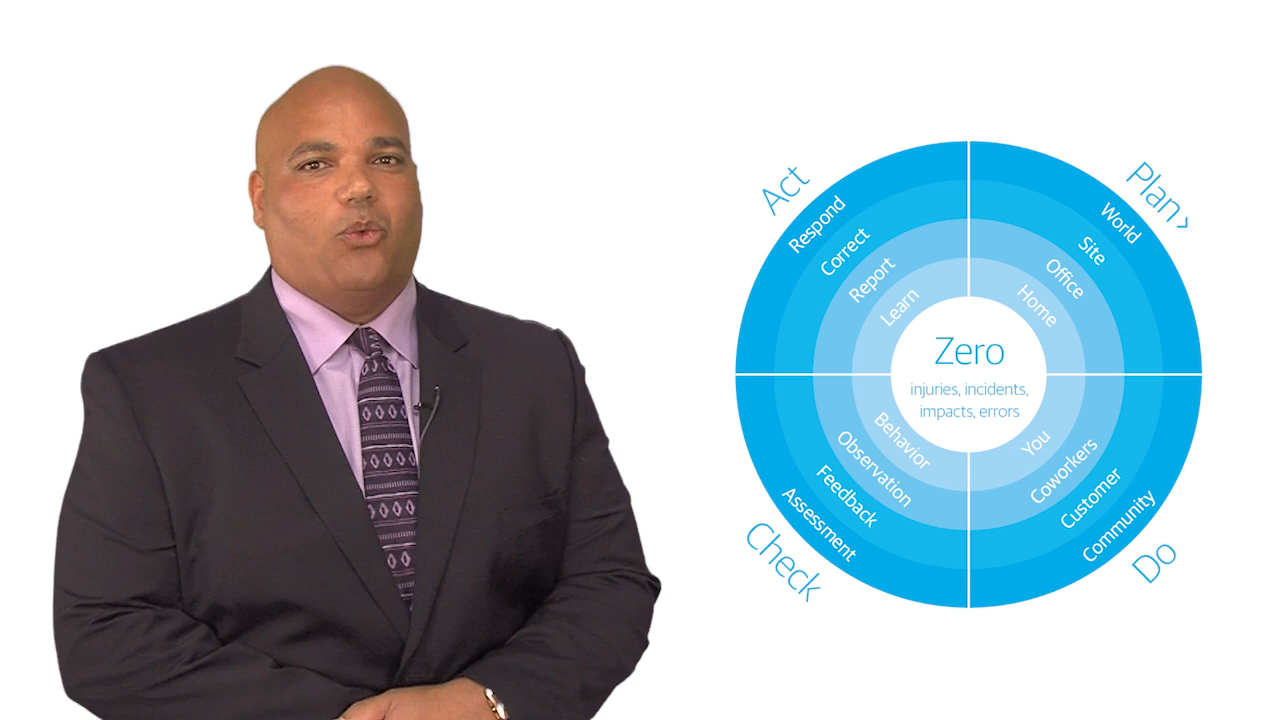 Act
Respond
Correct
Report
Learn
Plan ›
World
Site
Office
Home
Zero
injuries, incidents,
impacts, errors
Behavior
Observation
Feedback
Assessment
Check
You
Coworkers
Customer
Community
Do